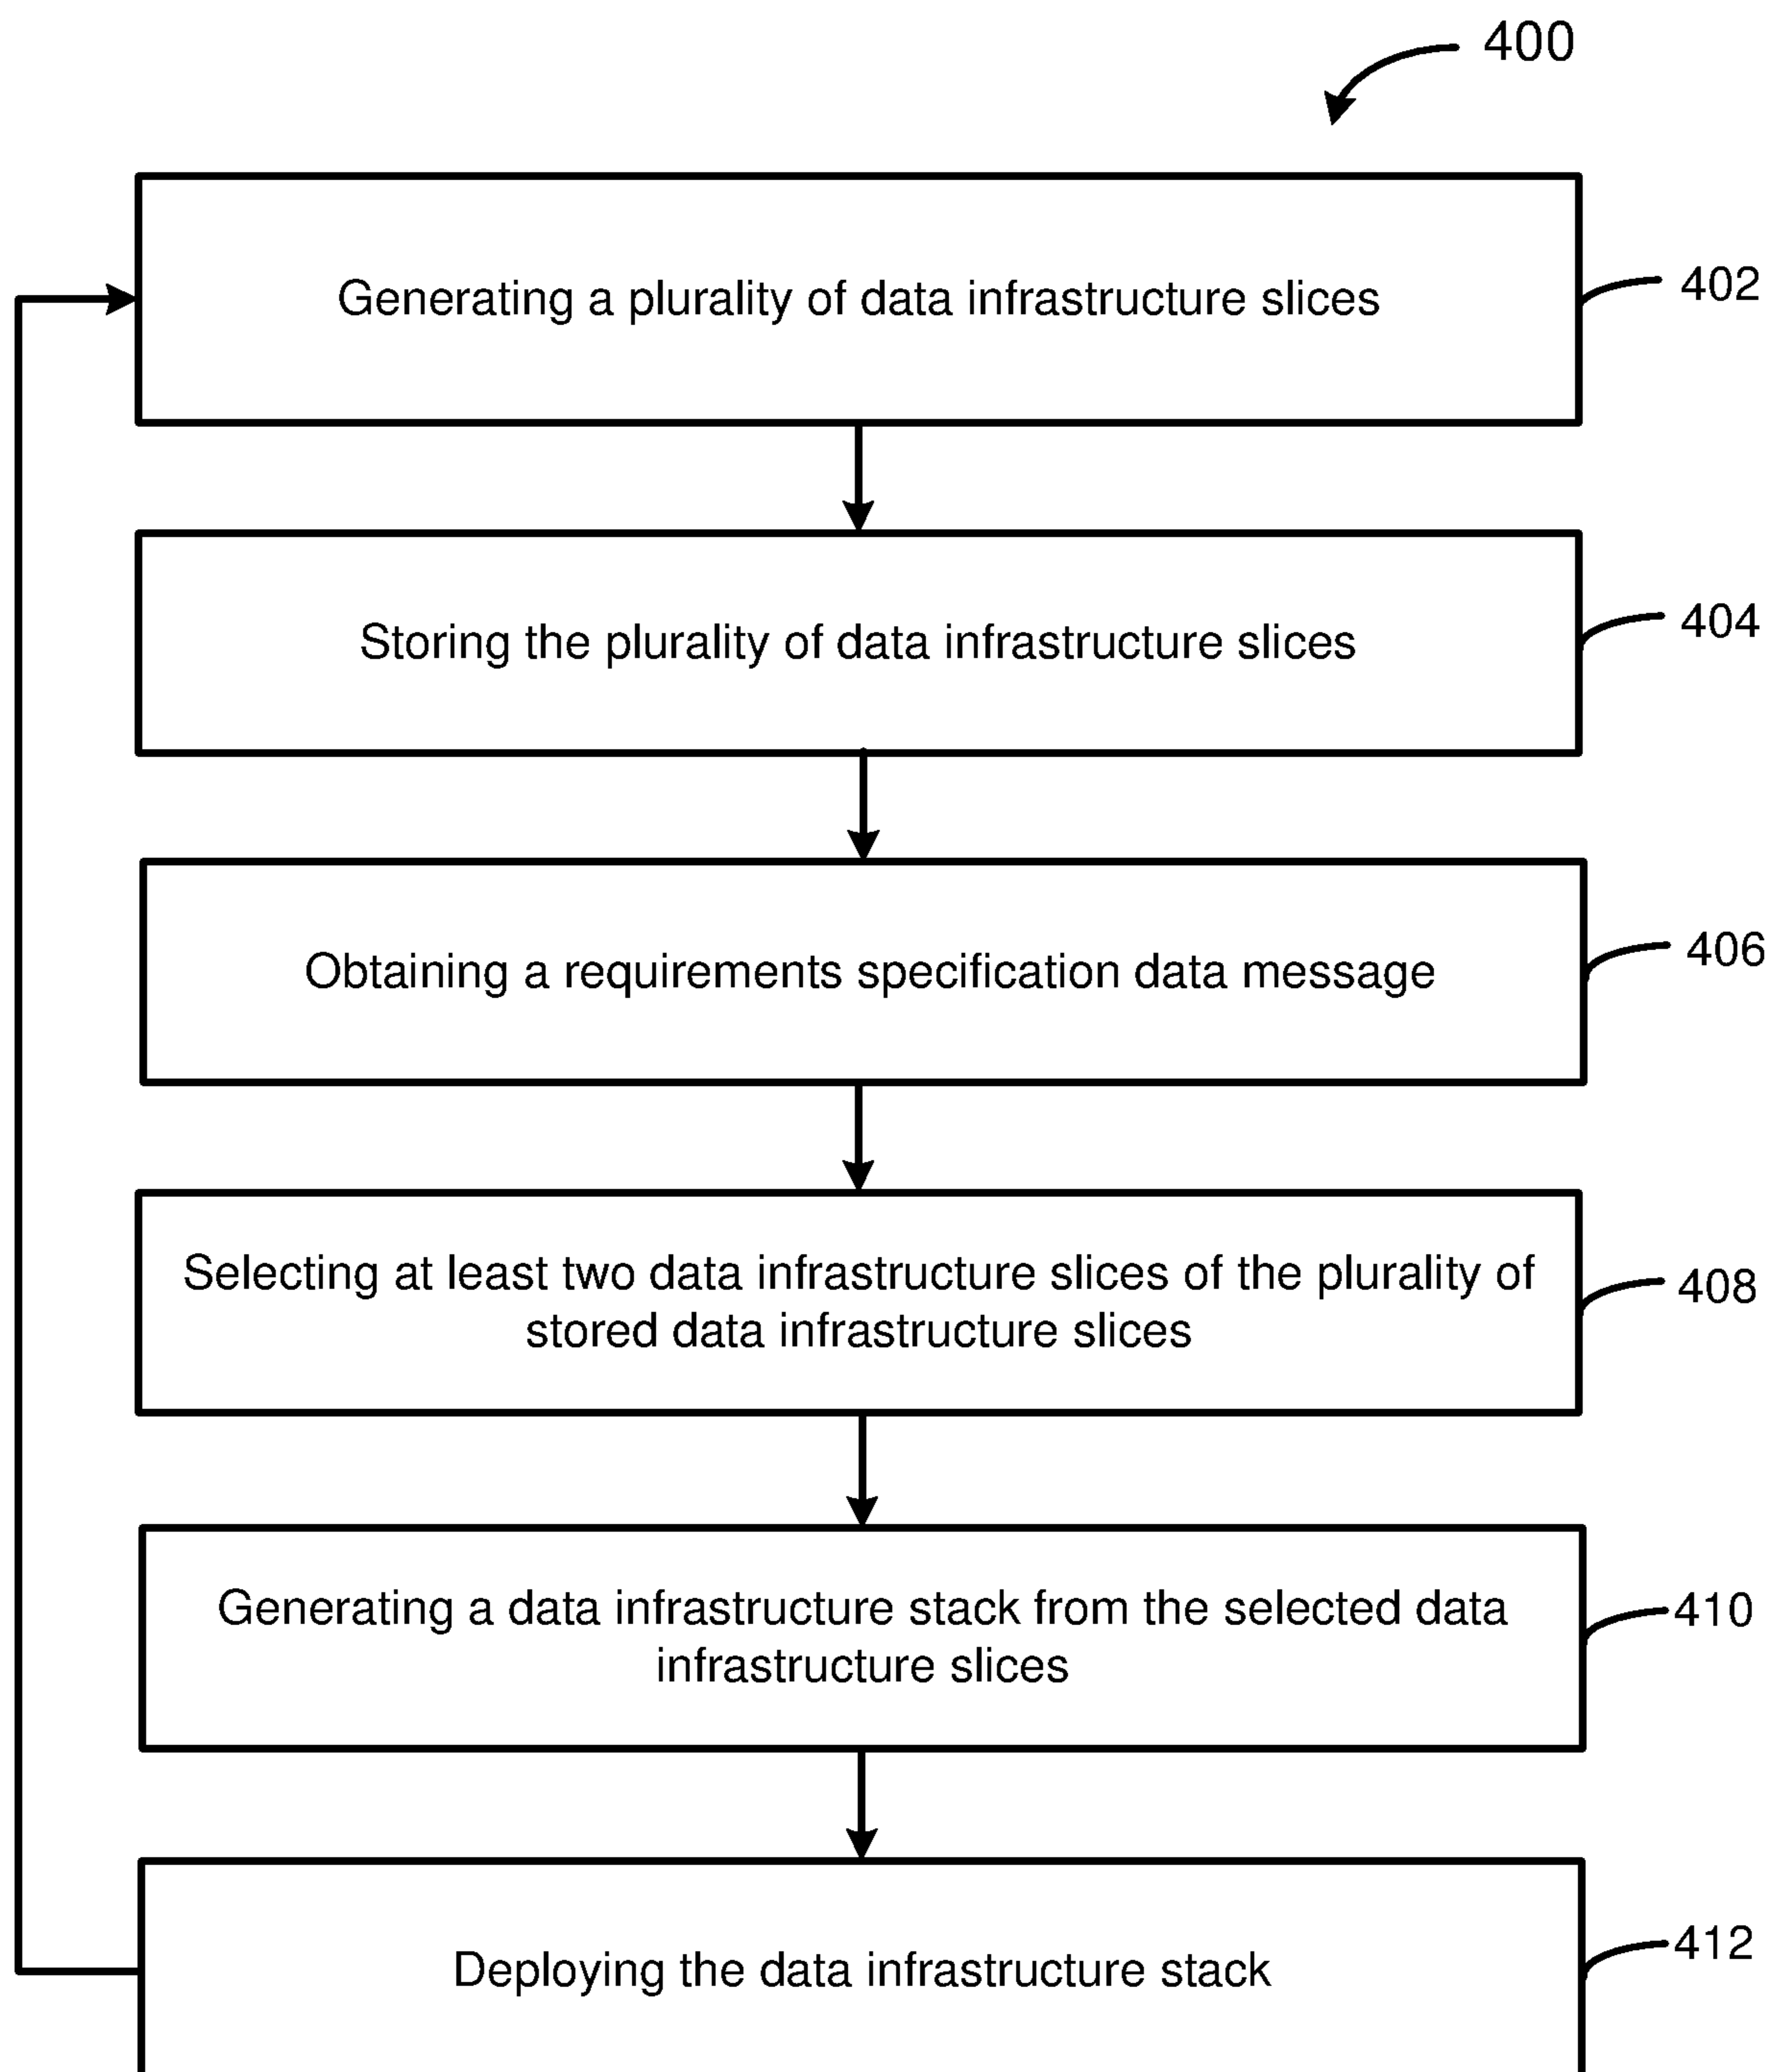 400
Generating a plurality of data infrastructure slices
402
Storing the plurality of data infrastructure slices
404
Obtaining a requirements specification data message
406
Selecting at least two data infrastructure slices of the plurality of
stored data infrastructure slices
408
Generating a data infrastructure stack from the selected data
infrastructure slices
410
Deploying the data infrastructure stack
412